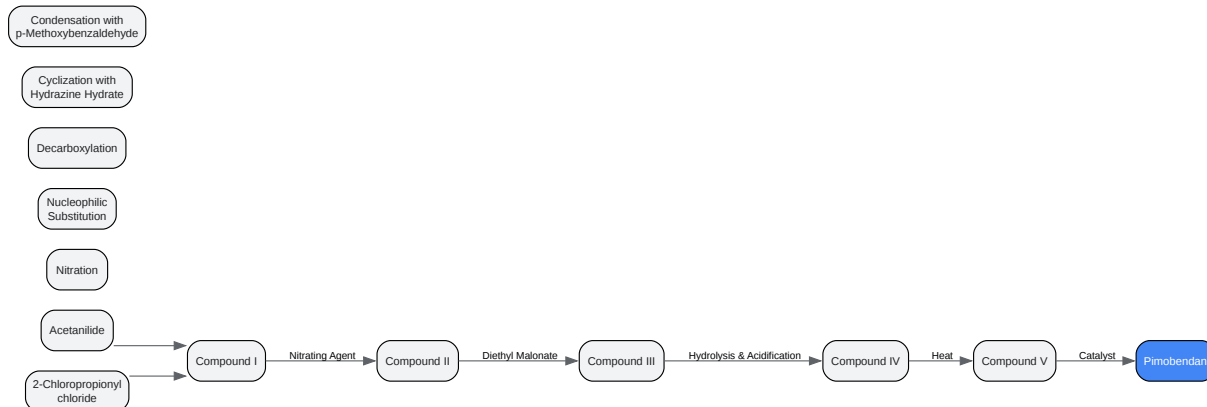 Condensation with
p-Methoxybenzaldehyde
Cyclization with
Hydrazine Hydrate
Decarboxylation
Nucleophilic
Substitution
Nitration
Acetanilide
2-Chloropropionyl
chloride
Compound I
Nitrating Agent
Compound II
Diethyl Malonate
Compound III
Hydrolysis & Acidification
Compound IV
Heat
Compound V
Catalyst
Pimobendan